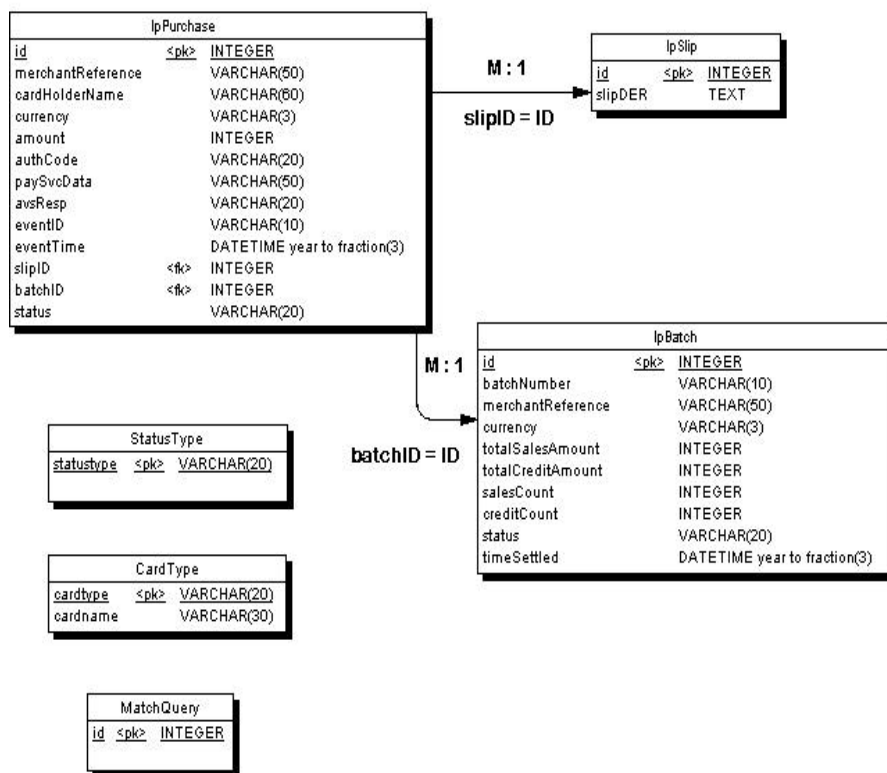 IpPurchase
id <pk> INTEGER
merchantReference VARCHAR(50)
cardHolderName VARCHAR(60)
currency VARCHAR(3)
amount INTEGER
authCode VARCHAR(20)
paySvcData VARCHAR(50)
avsResp VARCHAR(20)
eventID VARCHAR(10)
eventTime DATETIME year to fraction(3)
slipID <fk> INTEGER
batchID <fk> INTEGER
status VARCHAR(20)
M : 1
slipID = ID
IpSlip
id <pk> INTEGER
slipDER TEXT
M : 1
batchID = ID
IpBatch
id <pk> INTEGER
batchNumber VARCHAR(10)
merchantReference VARCHAR(50)
currency VARCHAR(3)
totalSalesAmount INTEGER
totalCreditAmount INTEGER
salesCount INTEGER
creditCount INTEGER
status VARCHAR(20)
timeSettled DATETIME year to fraction(3)
StatusType
statustype <pk> VARCHAR(20)
CardType
cardtype <pk> VARCHAR(20)
cardname VARCHAR(30)
MatchQuery
id <pk> INTEGER